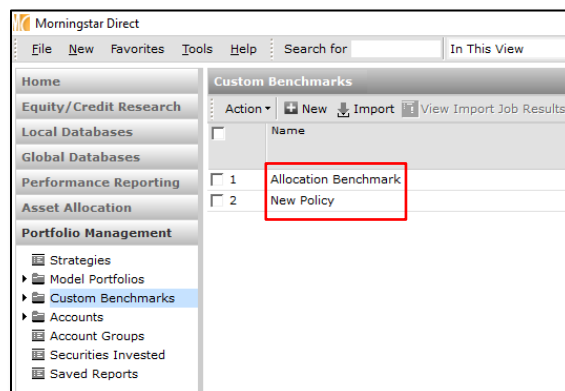 Morningstar Direct
File New Favorites Tools Help Search for In This View
Home
Equity/Credit Research
Local Databases
Global Databases
Performance Reporting
Asset Allocation
Portfolio Management
Strategies
Model Portfolios
Custom Benchmarks
Accounts
Account Groups
Securities Invested
Saved Reports
Custom Benchmarks
Action New Import View Import Job Results
Name
1 Allocation Benchmark
2 New Policy